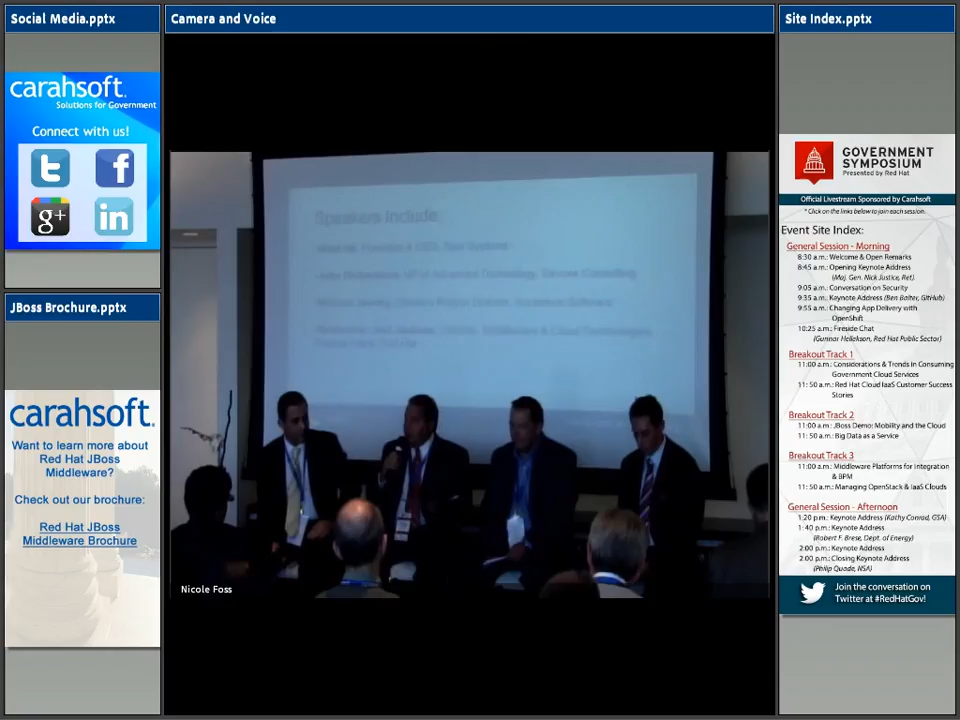 Social Media.pptx
carahsoft.
Solutions for Government
Connect with us!
t
f
g+
in
JBoss Brochure.pptx
carahsoft.
Want to learn more about
Red Hat JBoss
Middleware?
Check out our brochure:
Red Hat JBoss
Middleware Brochure
Camera and Voice
Speakers Include:
Nicole Foss
Site Index.pptx
GOVERNMENT
SYMPOSIUM
Presented by Red Hat
Official Livestream Sponsored by Carahsoft
* Click on the links below to join each session.
Event Site Index:
General Session - Morning
8:30 a.m.: Welcome & Open Remarks
8:45 a.m.: Opening Keynote Address
(Maj. Gen. Nick Justice, Ret).
9:05 a.m.: Conversation on Security
9:35 a.m.: Keynote Address (Ben Balter, GitHub)
9:55 a.m.: Changing App Delivery with
OpenShift
10:25 a.m.: Fireside Chat
(Gunnar Hellekson, Red Hat Public Sector)
Breakout Track 1
11:00 a.m.: Considerations & Trends in Consuming
Government Cloud Services
11: 50 a.m.: Red Hat Cloud IaaS Customer Success
Stories
Breakout Track 2
11:00 a.m.: JBoss Demo: Mobility and the Cloud
11: 50 a.m.: Big Data as a Service
Breakout Track 3
11:00 a.m.: Middleware Platforms for Integration
& BPM
11: 50 a.m.: Managing OpenStack & IaaS Clouds
General Session - Afternoon
1:20 p.m.: Keynote Address (Kathy Conrad, GSA)
1: 40 p.m.: Keynote Address
(Robert F. Brese, Dept. of Energy)
2:00 p.m.: Keynote Address
2:00 p.m.: Closing Keynote Address
(Philip Quade, NSA)
Join the conversation on
Twitter at #RedHatGov!